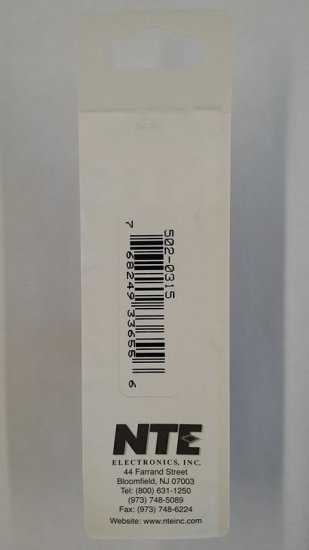 502-0315
7 68249 33655 6
NTE
ELECTRONICS, INC.
44 Farrand Street
Bloomfield, NJ 07003
Tel: (800) 631-1250
(973) 748-5089
Fax: (973) 748-6224
Website: www.nteinc.com